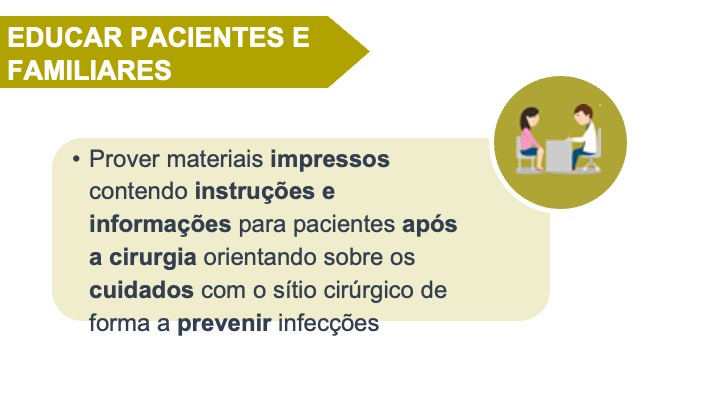 EDUCAR PACIENTES E
FAMILIARES
• Prover materiais impressos
contendo instruções e
informações para pacientes após
a cirurgia orientando sobre os
cuidados com o sítio cirúrgico de
forma a prevenir infecções